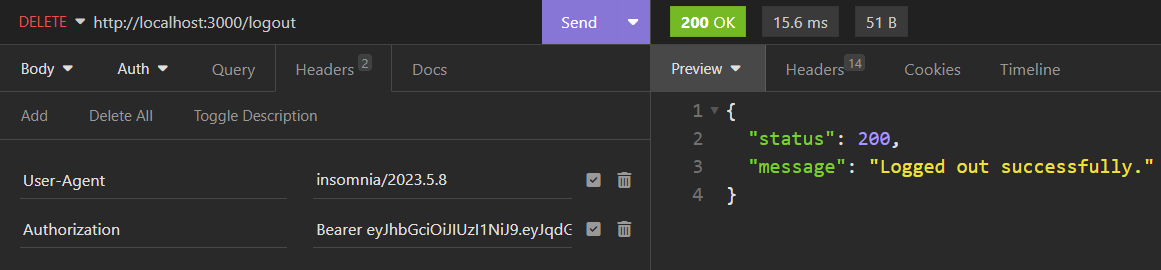 DELETE http://localhost:3000/logout Send 200 OK 15.6 ms 51 B
Body Auth Query Headers 2 Docs Preview Headers 14 Cookies Timeline
Add Delete All Toggle Description
User-Agent insomnia/2023.5.8
Authorization Bearer eyJhbGciOiJIUzI1NiJ9.eyJqdG
1 {
2 "status": 200,
3 "message": "Logged out successfully."
4 }